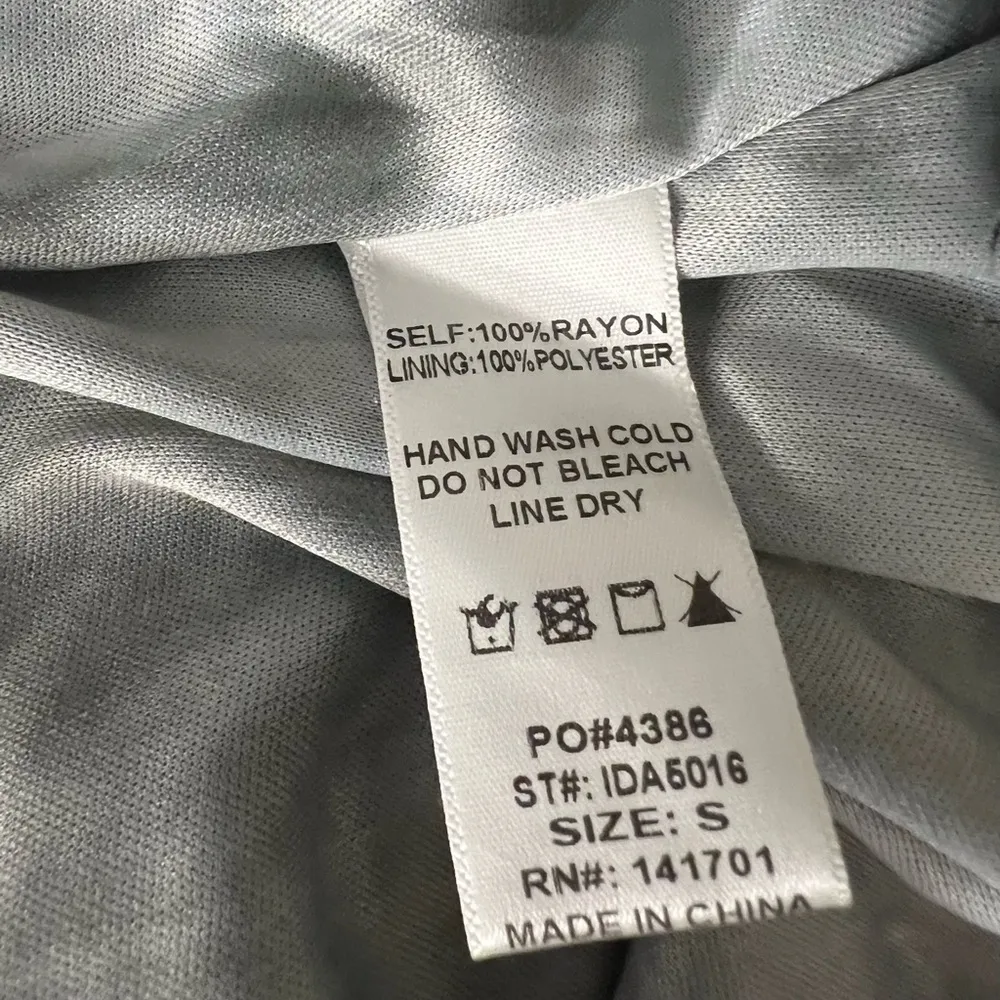 SELF:100%RAYON
LINING:100%POLYESTER
HAND WASH COLD
DO NOT BLEACH
LINE DRY
PO#4386
ST#: IDA5016
SIZE: S
RN#: 141701
MADE IN CHINA